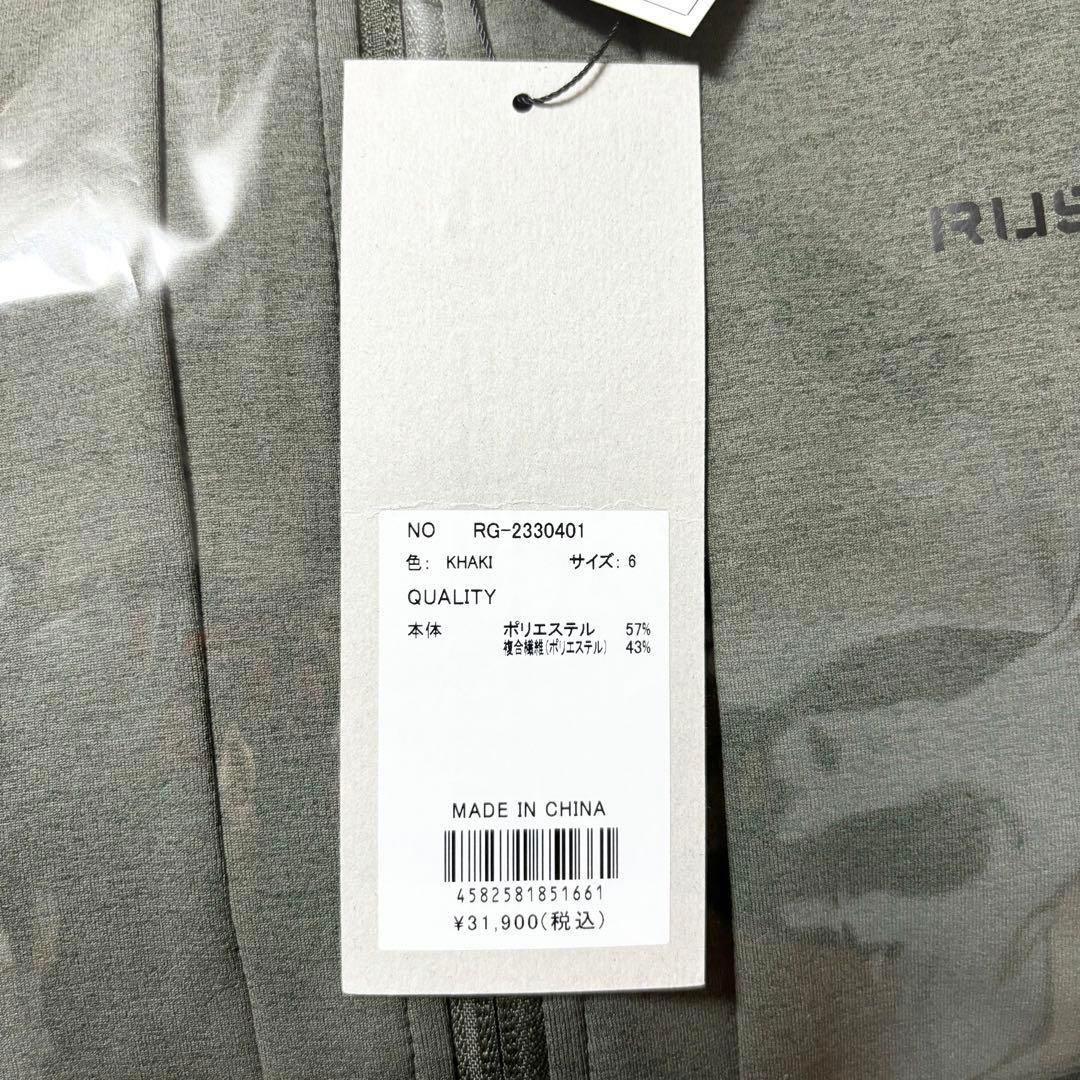 RUS
NO RG-2330401
色: KHAKI サイズ: 6
QUALITY
本体 ポリエステル 57%
複合繊維(ポリエステル) 43%
MADE IN CHINA
4582581851661
¥31,900(税込)